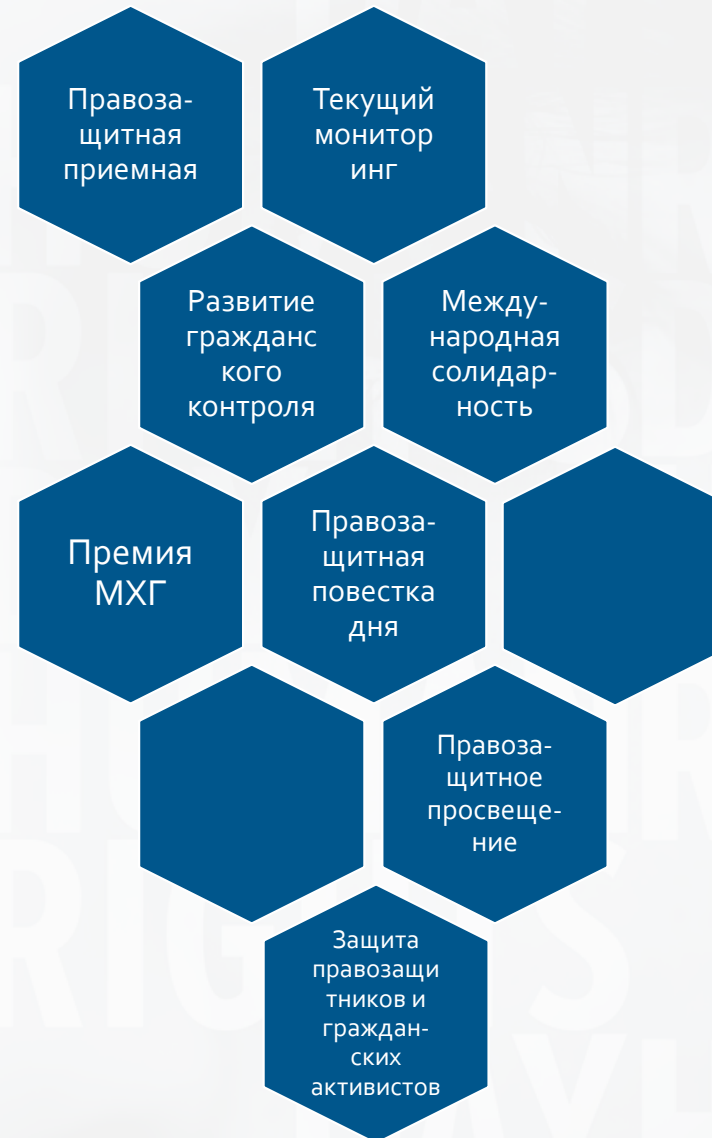 Правоза-
щитная
приемная
Текущий
монитор
инг
Развитие
гражданс
кого
контроля
Между-
народная
солидар-
ность
Премия
МХГ
Правоза-
щитная
повестка
дня
Правоза-
щитное
просвеще-
ние
Защита
правозащи
тников и
граждан-
ских
активистов